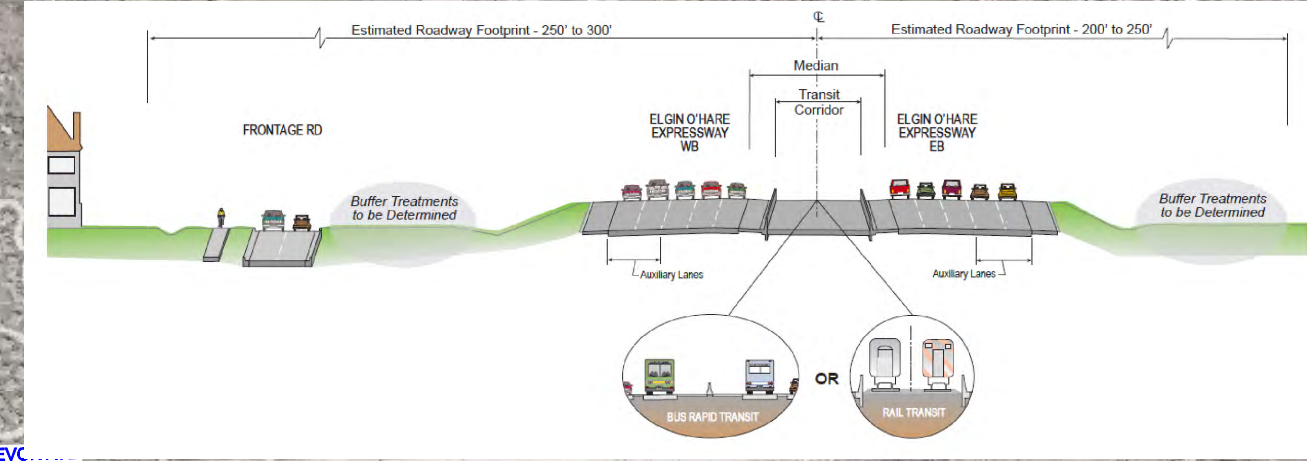 ℄
Estimated Roadway Footprint - 250' to 300'
Estimated Roadway Footprint - 200' to 250'
Median
Transit
Corridor
FRONTAGE RD
ELGIN O'HARE
EXPRESSWAY
WB
ELGIN O'HARE
EXPRESSWAY
EB
Buffer Treatments
to be Determined
Buffer Treatments
to be Determined
Auxiliary Lanes
Auxiliary Lanes
BUS RAPID TRANSIT
OR
RAIL TRANSIT